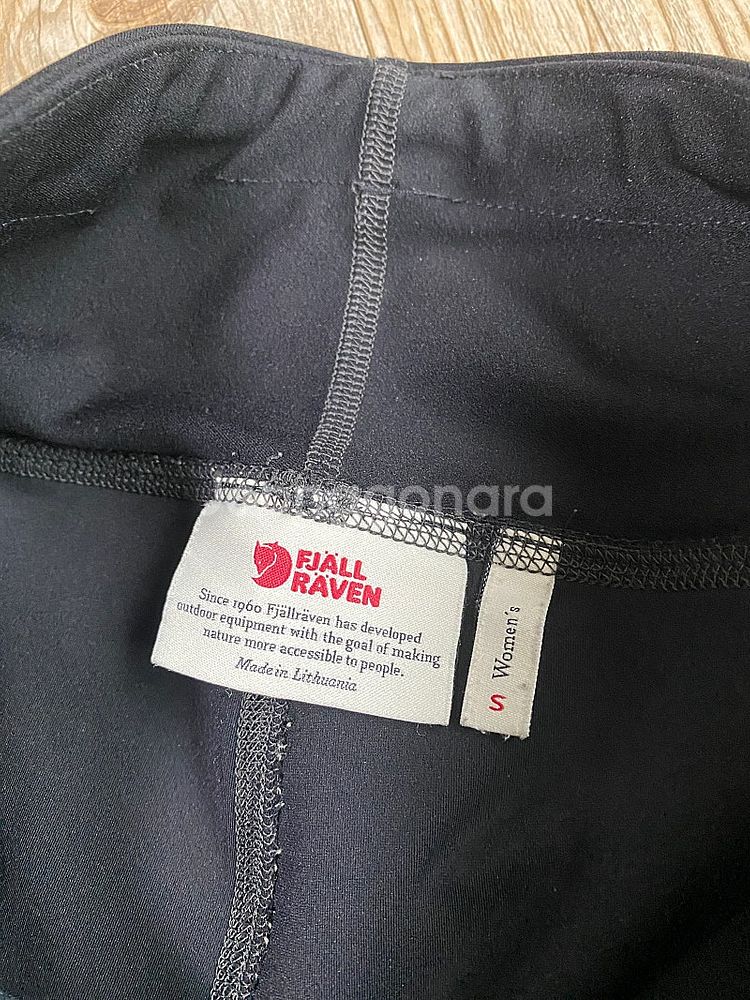 FJÄLL
RÄVEN
Since 1960 Fjällräven has developed
outdoor equipment with the goal of making
nature more accessible to people.
Made in Lithuania
Women's
S